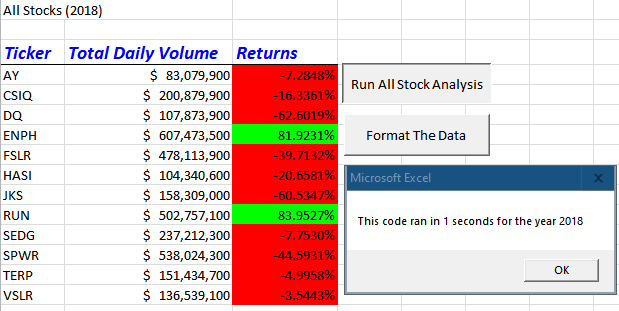 All Stocks (2018)
Ticker Total Daily Volume Returns
AY $ 83,079,900 -7.2848%
CSIQ $ 200,879,900 -16.3361%
DQ $ 107,873,900 -62.6019%
ENPH $ 607,473,500 81.9231%
FSLR $ 478,113,900 -39.7132%
HASI $ 104,340,600 -20.6581%
JKS $ 158,309,000 -60.5347%
RUN $ 502,757,100 83.9527%
SEDG $ 237,212,300 -7.7530%
SPWR $ 538,024,300 -44.5931%
TERP $ 151,434,700 -4.9958%
VSLR $ 136,539,100 -3.5443%
Run All Stock Analysis
Format The Data
Microsoft Excel
This code ran in 1 seconds for the year 2018
OK